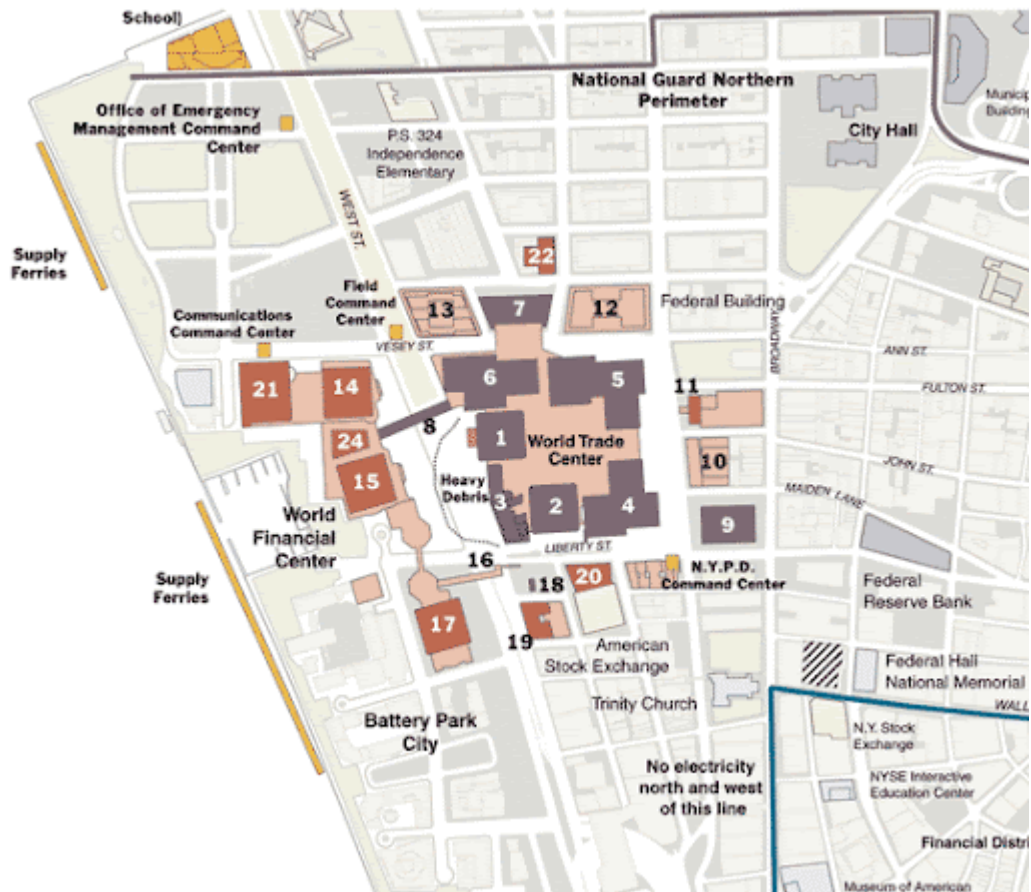 School)
National Guard Northern
Perimeter
Office of Emergency
Management Command
Center
P.S. 324
Independence
Elementary
City Hall
Municip
Building
WEST ST.
Supply
Ferries
22
Field
Command
Center
13
7
12
Federal Building
Communications
Command Center
VESEY ST.
BROADWAY
ANN ST.
21
14
6
5
11
FULTON ST.
8
1
World Trade
Center
24
10
JOHN ST.
15
Heavy
Debris
3
2
4
MAIDEN LANE
9
World
Financial
Center
LIBERTY ST.
16
N.Y.P.D.
Command Center
Supply
Ferries
18
20
Federal
Reserve Bank
17
19
American
Stock Exchange
Federal Hall
National Memorial
Trinity Church
WALL
Battery Park
City
N.Y. Stock
Exchange
No electricity
north and west
of this line
NYSE Interactive
Education Center
Financial Distri
Museum of American